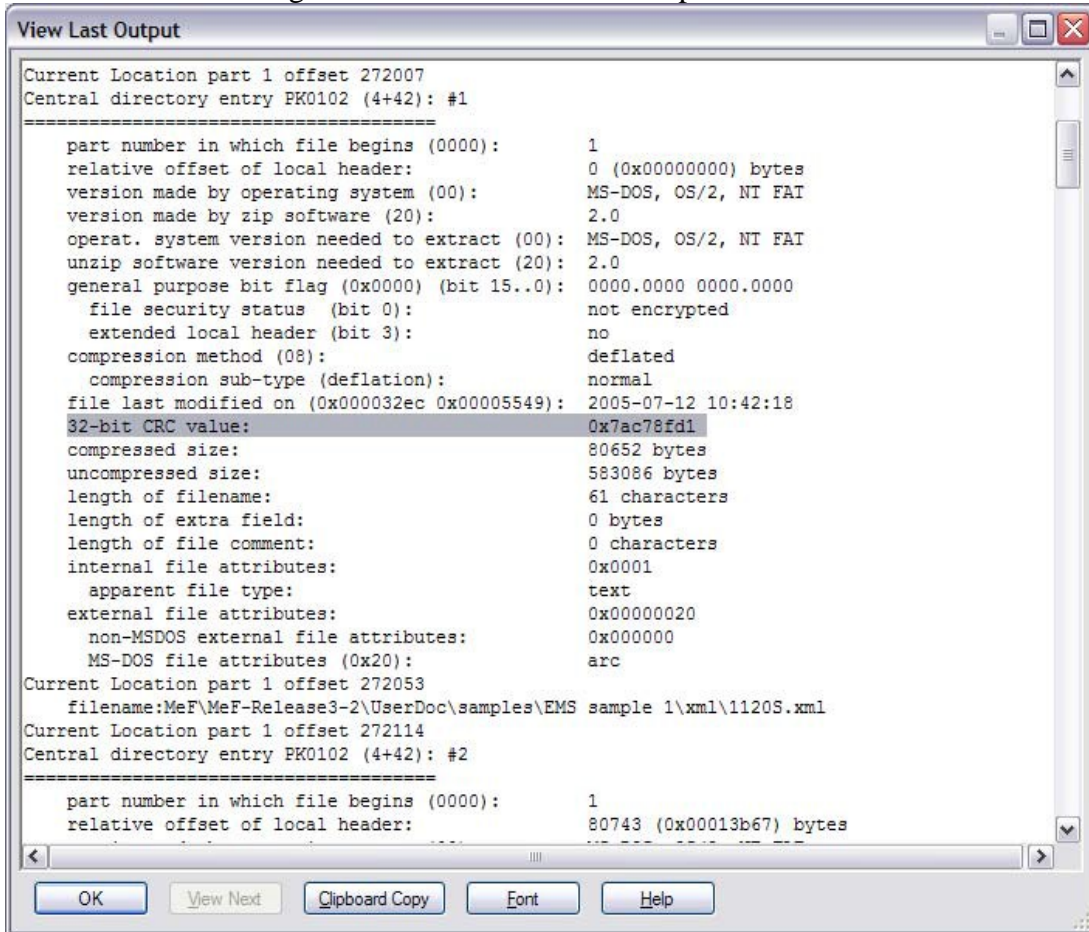 View Last Output
Current Location part 1 offset 272007
Central directory entry PK0102 (4+42): #1
======================================
part number in which file begins (0000): 1
relative offset of local header: 0 (0x00000000) bytes
version made by operating system (00): MS-DOS, OS/2, NT FAT
version made by zip software (20): 2.0
operat. system version needed to extract (00): MS-DOS, OS/2, NT FAT
unzip software version needed to extract (20): 2.0
general purpose bit flag (0x0000) (bit 15..0): 0000.0000 0000.0000
file security status (bit 0): not encrypted
extended local header (bit 3): no
compression method (08): deflated
compression sub-type (deflation): normal
file last modified on (0x000032ec 0x00005549): 2005-07-12 10:42:18
32-bit CRC value: 0x7ac78fd1
compressed size: 80652 bytes
uncompressed size: 583086 bytes
length of filename: 61 characters
length of extra field: 0 bytes
length of file comment: 0 characters
internal file attributes: 0x0001
apparent file type: text
external file attributes: 0x00000020
non-MSDOS external file attributes: 0x000000
MS-DOS file attributes (0x20): arc
Current Location part 1 offset 272053
filename:MeF\MeF-Release3-2\UserDoc\samples\EMS sample 1\xml\1120S.xml
Current Location part 1 offset 272114
Central directory entry PK0102 (4+42): #2
======================================
part number in which file begins (0000): 1
relative offset of local header: 80743 (0x00013b67) bytes
OK View Next Clipboard Copy Font Help